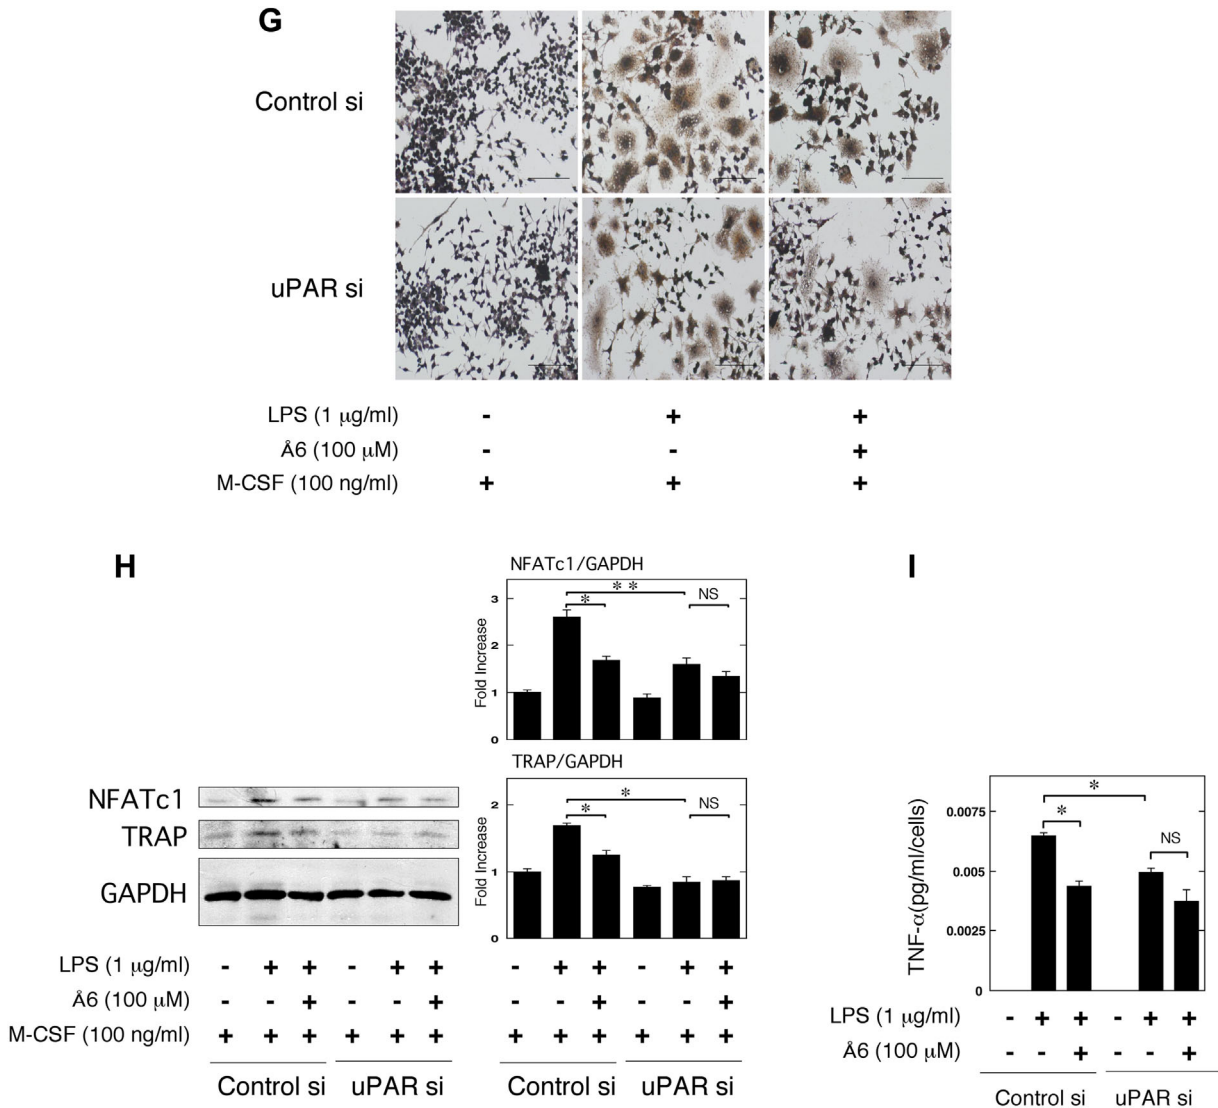 G
Control si
uPAR si
LPS (1 μg/ml) - + +
Å6 (100 μM) - - +
M-CSF (100 ng/ml) + + +
H
NFATc1/GAPDH
Fold Increase
3
2
1
0
* *
*
NS
TRAP/GAPDH
Fold Increase
2
1
0
*
*
NS
NFATc1
TRAP
GAPDH
LPS (1 μg/ml) - + + - + + - + + - + +
Å6 (100 μM) - - + - - + - - + - - +
M-CSF (100 ng/ml) + + + + + + + + + + + +
Control si uPAR si Control si uPAR si
I
TNF-α(pg/ml/cells)
0.0075
0.005
0.0025
0
*
*
NS
LPS (1 μg/ml) - + + - + +
Å6 (100 μM) - - + - - +
Control si uPAR si